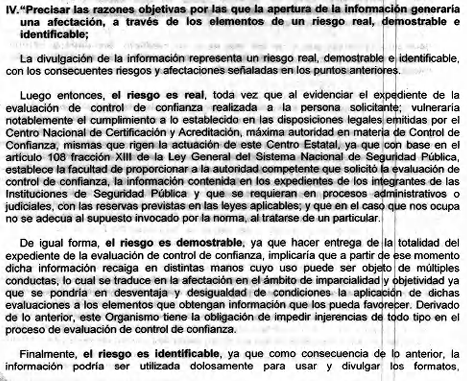 IV."Precisar las razones objetivas por las que la apertura de la información generaría
una afectación, a través de los elementos de un riesgo real, demostrable e
identificable;
La divulgación de la información representa un riesgo real, demostrable e identificable,
con los consecuentes riesgos y afectaciones señaladas en los puntos anteriores.
Luego entonces, el riesgo es real, toda vez que al evidenciar el expediente de la
evaluación de control de confianza realizada a la persona solicitante; vulneraría
notablemente el cumplimiento a lo establecido en las disposiciones legales emitidas por el
Centro Nacional de Certificación y Acreditación, máxima autoridad en materia de Control de
Confianza, mismas que rigen la actuación de este Centro Estatal, ya que con base en el
artículo 108 fracción XIII de la Ley General del Sistema Nacional de Seguridad Pública,
establece la facultad de proporcionar a la autoridad competente que solicitó la evaluación
de control de confianza, la información contenida en los expedientes de los integrantes de las
Instituciones de Seguridad Pública y que se requieran en procesos administrativos o
judiciales, con las reservas previstas en las leyes aplicables; y que en el caso que nos ocupa
no se adecua al supuesto invocado por la norma, al tratarse de un particular.
De igual forma, el riesgo es demostrable, ya que hacer entrega de la totalidad del
expediente de la evaluación de control de confianza, implicaría que a partir de ese momento
dicha información recaiga en distintas manos cuyo uso puede ser objeto de múltiples
conductas, lo cual se traduce en la afectación en el ámbito de imparcialidad y objetividad ya
que se pondría en desventaja y desigualdad de condiciones la aplicación de dichas
evaluaciones a los elementos que obtengan información que los pueda favorecer. Derivado
de lo anterior, este Organismo tiene la obligación de impedir injerencias de todo tipo en el
proceso de evaluación de control de confianza.
Finalmente, el riesgo es identificable, ya que como consecuencia de lo anterior, la
información podría ser utilizada dolosamente para usar y divulgar los formatos,